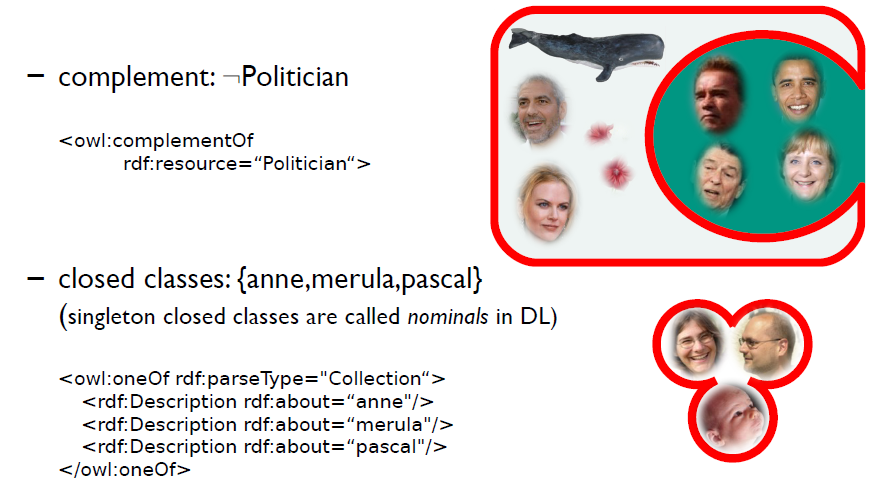 – complement: ¬Politician
<owl:complementOf
rdf:resource=“Politician“>
– closed classes: {anne,merula,pascal}
(singleton closed classes are called nominals in DL)
<owl:oneOf rdf:parseType="Collection“>
<rdf:Description rdf:about=“anne"/>
<rdf:Description rdf:about=“merula"/>
<rdf:Description rdf:about=“pascal"/>
</owl:oneOf>